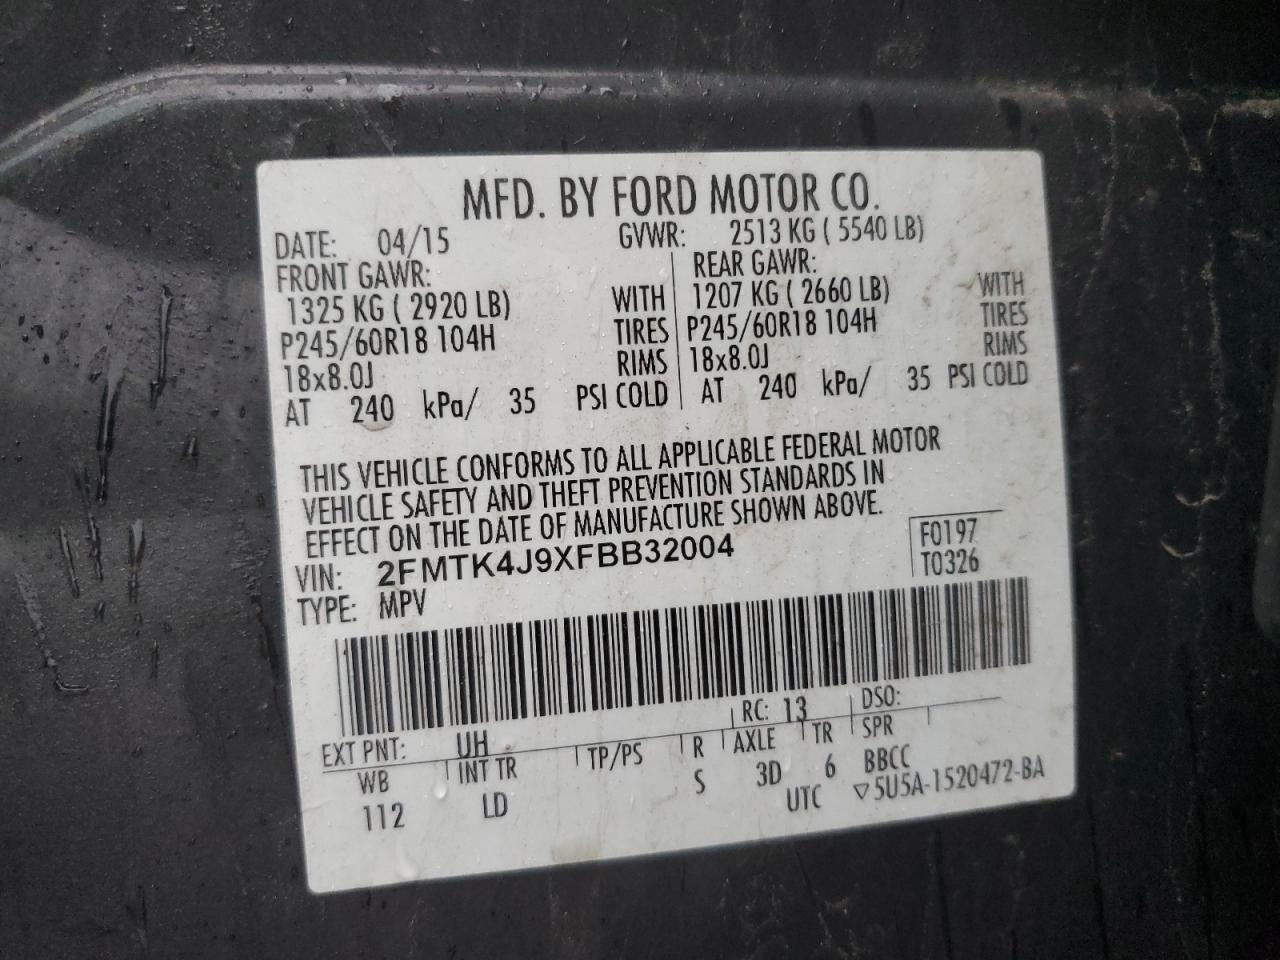 MFD. BY FORD MOTOR CO.
DATE: 04/15 GVWR: 2513 KG ( 5540 LB)
FRONT GAWR: REAR GAWR:
1325 KG ( 2920 LB) WITH 1207 KG ( 2660 LB) WITH
P245/60R18 104H TIRES P245/60R18 104H TIRES
18x8.0J RIMS 18x8.0J RIMS
AT 240 kPa/ 35 PSI COLD AT 240 kPa/ 35 PSI COLD
THIS VEHICLE CONFORMS TO ALL APPLICABLE FEDERAL MOTOR
VEHICLE SAFETY AND THEFT PREVENTION STANDARDS IN
EFFECT ON THE DATE OF MANUFACTURE SHOWN ABOVE.
VIN: 2FMTK4J9XFBB32004 F0197
TYPE: MPV T0326
EXT PNT: UH RC: 13 DSO:
WB INT TR TP/PS R AXLE TR SPR
112 LD S 3D 6 BBCC
UTC ▽5U5A-1520472-BA